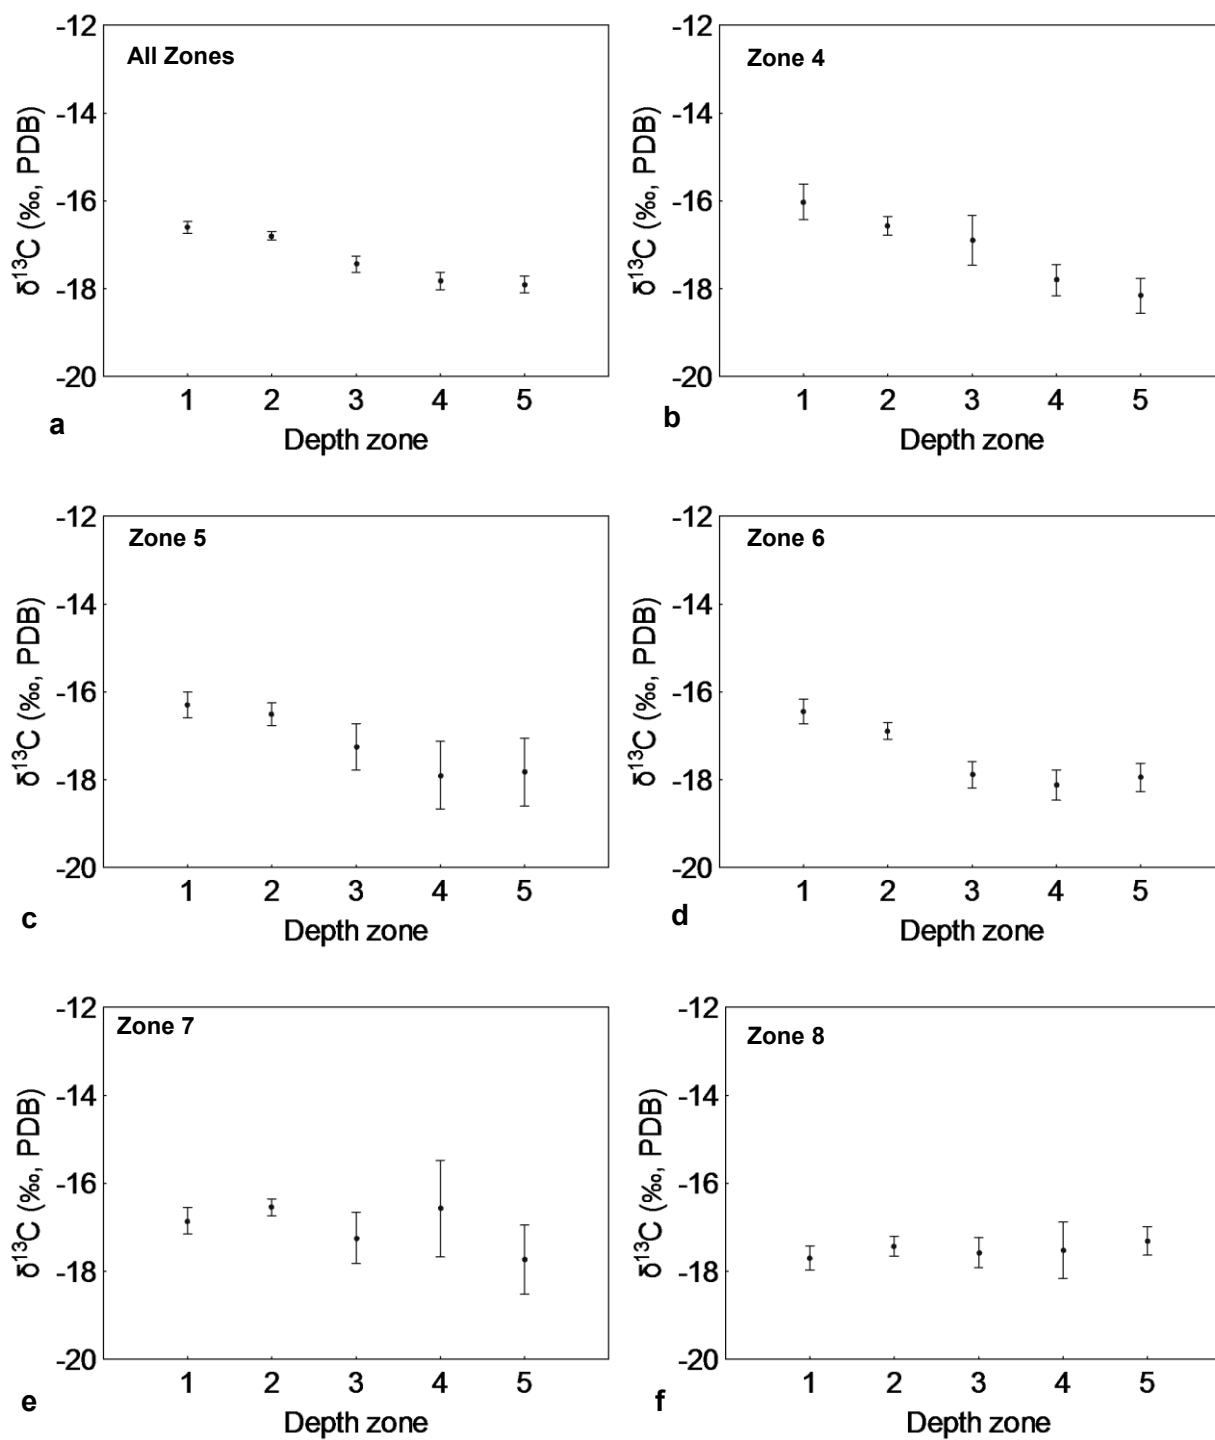 -12
All Zones
-14
-16
-18
-20
δ¹³C (‰, PDB)
1 2 3 4 5
Depth zone
a
-12
Zone 4
-14
-16
-18
-20
δ¹³C (‰, PDB)
1 2 3 4 5
Depth zone
b
-12
Zone 5
-14
-16
-18
-20
δ¹³C (‰, PDB)
1 2 3 4 5
Depth zone
c
-12
Zone 6
-14
-16
-18
-20
δ¹³C (‰, PDB)
1 2 3 4 5
Depth zone
d
-12
Zone 7
-14
-16
-18
-20
δ¹³C (‰, PDB)
1 2 3 4 5
Depth zone
e
-12
Zone 8
-14
-16
-18
-20
δ¹³C (‰, PDB)
1 2 3 4 5
Depth zone
f